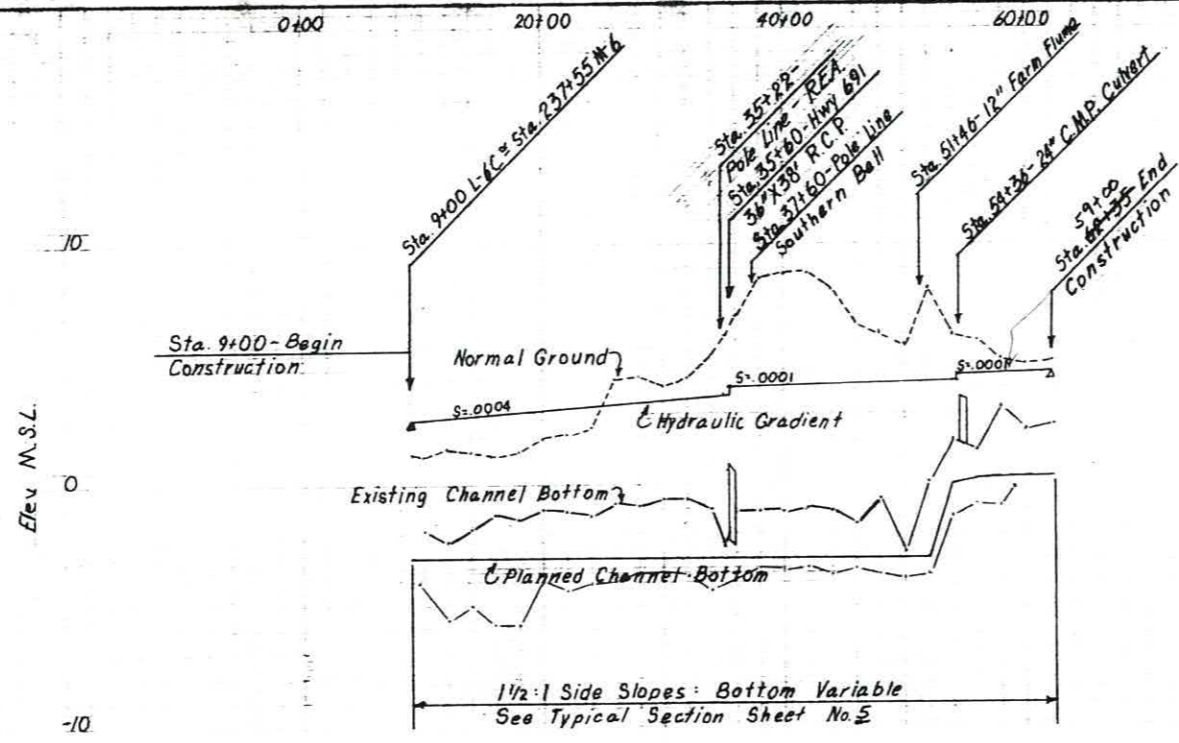 0+00 20+00 40+00 60+00
Sta. 9+00 L-6C = Sta. 237+55 M-6
Sta. 35+22-
Pole Line - REA.
Sta. 35+60-Hwy 691
36"X38' R.C.P.
Sta. 37+60-Pole Line
Southern Bell
Sta. 51+46-12" Farm Flume
Sta. 54+36-24" C.M.P. Culvert
59+00
Sta. 62+35-End
Construction
10
Sta. 9+00-Begin
Construction
Normal Ground
S=.0004
S=.0001
S=.0001
Hydraulic Gradient
Elev M.S.L.
0
Existing Channel Bottom
Planned Channel Bottom
1½:1 Side Slopes: Bottom Variable
See Typical Section Sheet No. 5
-10